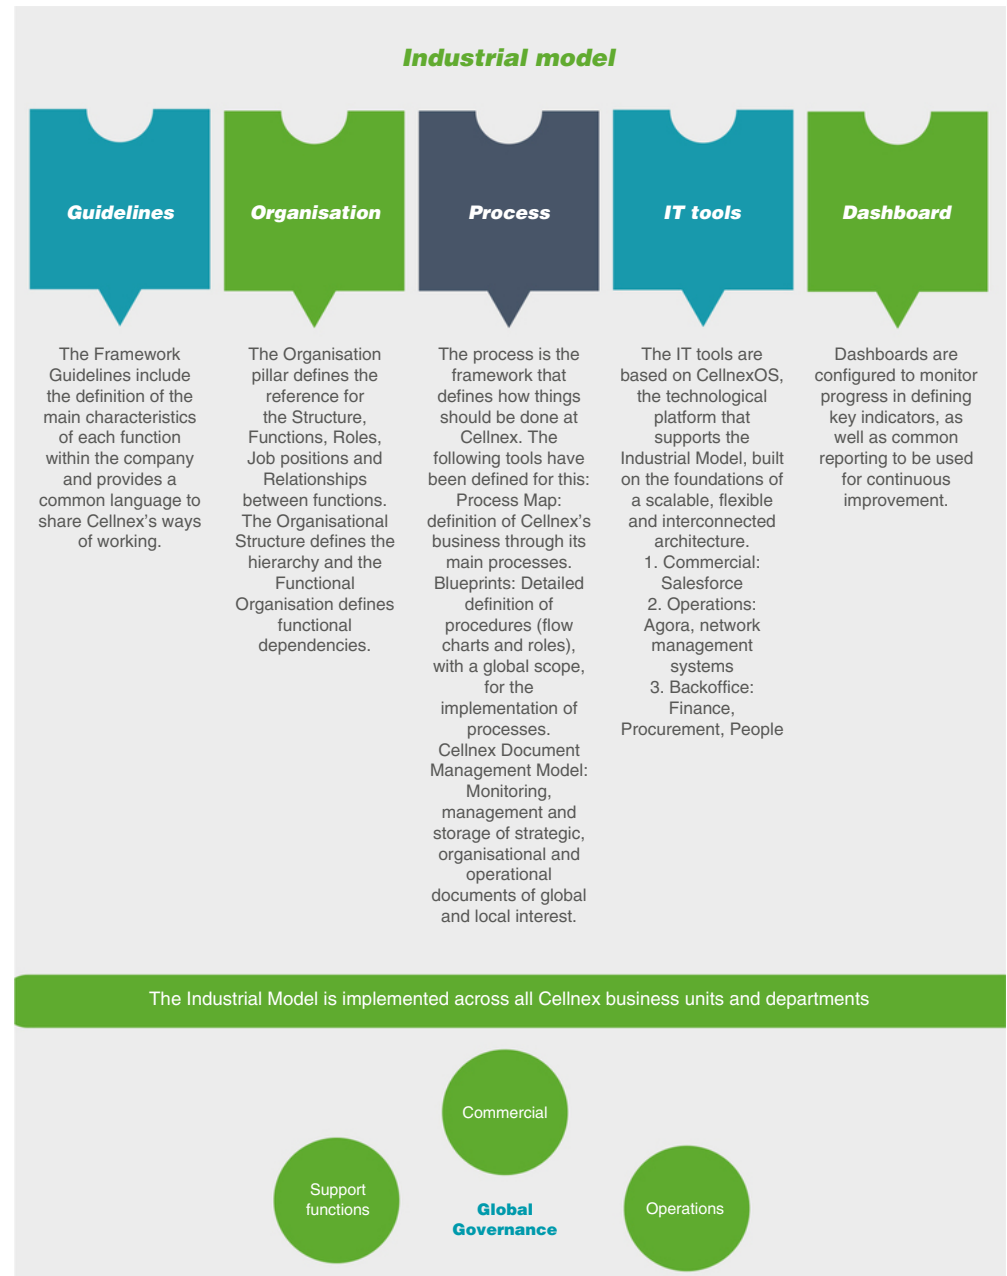 Industrial model
Guidelines
Organisation
Process
IT tools
Dashboard
The Framework
Guidelines include
the definition of the
main characteristics
of each function
within the company
and provides a
common language to
share Cellnex’s ways
of working.
The Organisation
pillar defines the
reference for
the Structure,
Functions, Roles,
Job positions and
Relationships
between functions.
The Organisational
Structure defines the
hierarchy and the
Functional
Organisation defines
functional
dependencies.
The process is the
framework that
defines how things
should be done at
Cellnex. The
following tools have
been defined for this:
Process Map:
definition of Cellnex’s
business through its
main processes.
Blueprints: Detailed
definition of
procedures (flow
charts and roles),
with a global scope,
for the
implementation of
processes.
Cellnex Document
Management Model:
Monitoring,
management and
storage of strategic,
organisational and
operational
documents of global
and local interest.
The IT tools are
based on CellnexOS,
the technological
platform that
supports the
Industrial Model, built
on the foundations of
a scalable, flexible
and interconnected
architecture.
1. Commercial:
Salesforce
2. Operations:
Agora, network
management
systems
3. Backoffice:
Finance,
Procurement, People
Dashboards are
configured to monitor
progress in defining
key indicators, as
well as common
reporting to be used
for continuous
improvement.
The Industrial Model is implemented across all Cellnex business units and departments
Commercial
Support
functions
Global
Governance
Operations